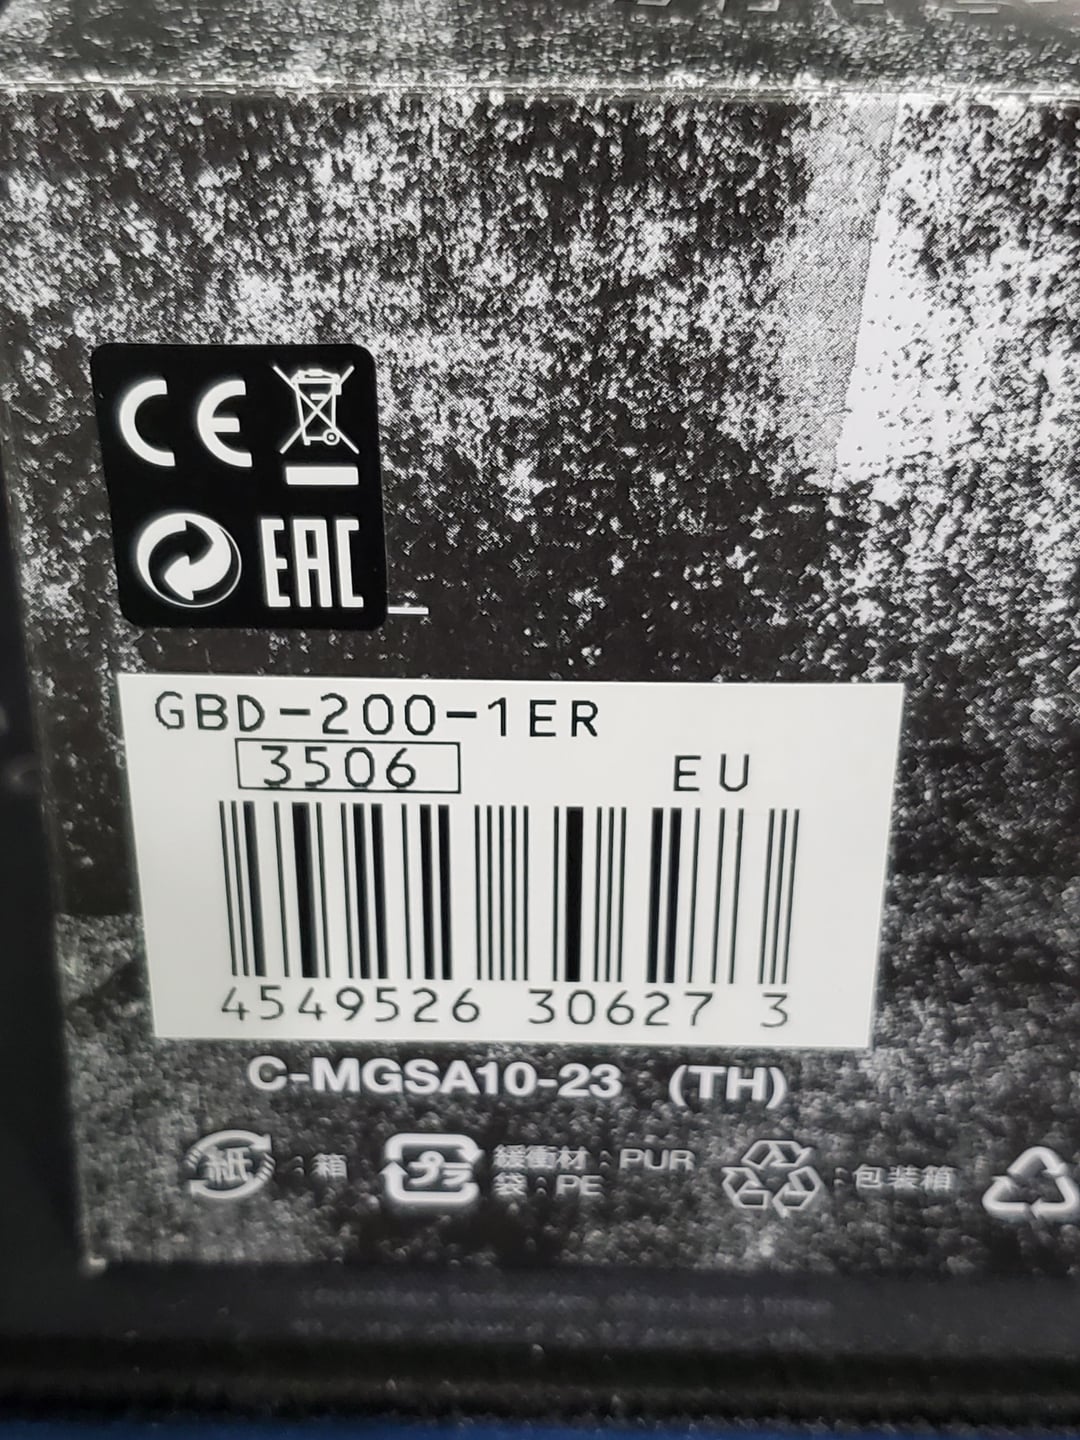 CE
EAC
GBD-200-1ER
3506
EU
4549526 306273
C-MGSA10-23 (TH)
紙 : 箱
プラ 緩衝材 : PUR
袋 : PE
: 包装箱